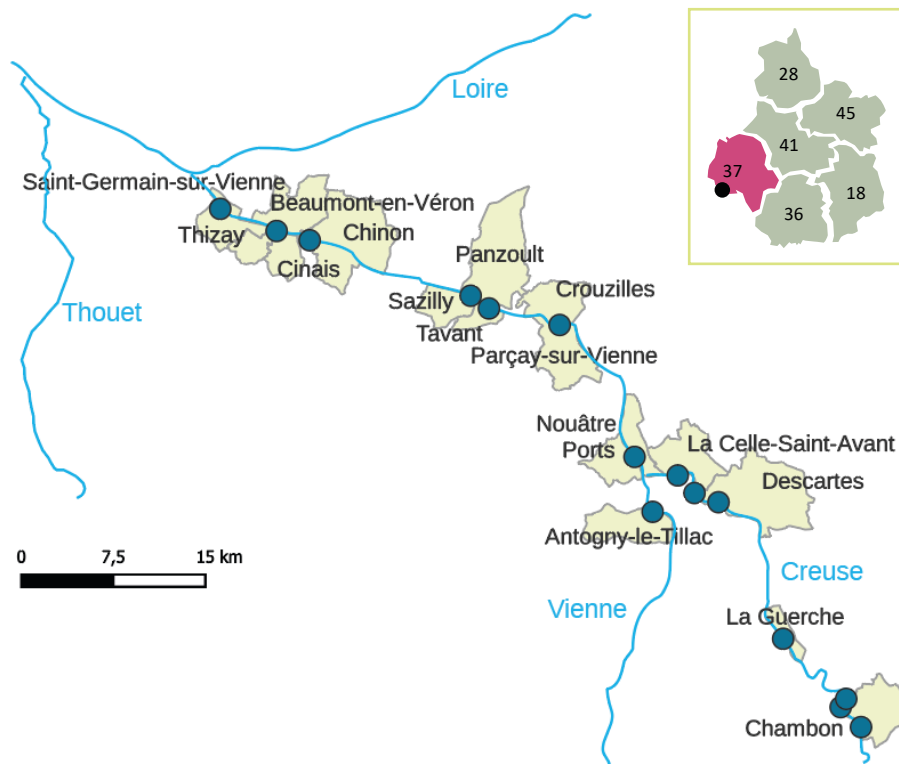 28
45
41
37
18
36
Loire
Saint-Germain-sur-Vienne
Beaumont-en-Véron
Thizay
Chinon
Cinais
Panzoult
Crouzilles
Sazilly
Thouet
Tavant
Parçay-sur-Vienne
Nouâtre
Ports
La Celle-Saint-Avant
Descartes
Antogny-le-Tillac
0 7,5 15 km
Creuse
Vienne
La Guerche
Chambon